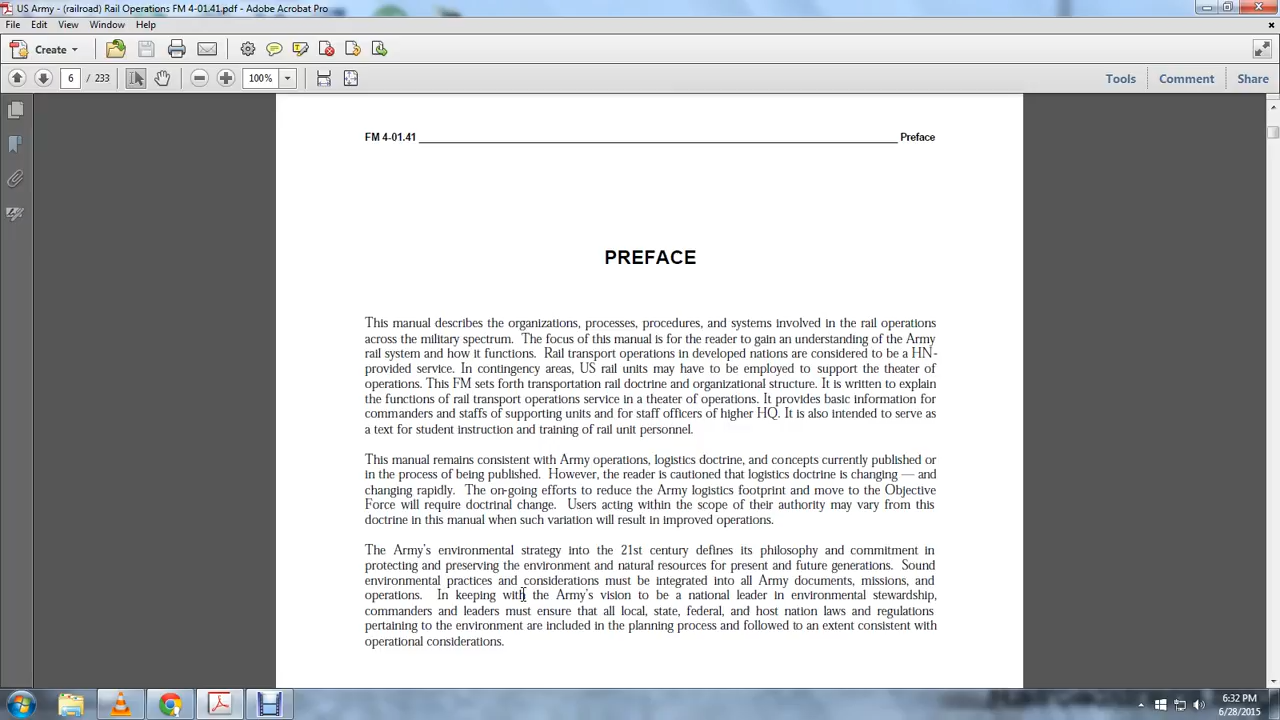 US Army - (railroad) Rail Operations FM 4-01.41.pdf - Adobe Acrobat Pro
File Edit View Window Help
Create
6 / 233 100% Tools Comment Share
FM 4-01.41 Preface
PREFACE
This manual describes the organizations, processes, procedures, and systems involved in the rail operations
across the military spectrum. The focus of this manual is for the reader to gain an understanding of the Army
rail system and how it functions. Rail transport operations in developed nations are considered to be a HN-
provided service. In contingency areas, US rail units may have to be employed to support the theater of
operations. This FM sets forth transportation rail doctrine and organizational structure. It is written to explain
the functions of rail transport operations service in a theater of operations. It provides basic information for
commanders and staffs of supporting units and for staff officers of higher HQ. It is also intended to serve as
a text for student instruction and training of rail unit personnel.
This manual remains consistent with Army operations, logistics doctrine, and concepts currently published or
in the process of being published. However, the reader is cautioned that logistics doctrine is changing — and
changing rapidly. The on-going efforts to reduce the Army logistics footprint and move to the Objective
Force will require doctrinal change. Users acting within the scope of their authority may vary from this
doctrine in this manual when such variation will result in improved operations.
The Army's environmental strategy into the 21st century defines its philosophy and commitment in
protecting and preserving the environment and natural resources for present and future generations. Sound
environmental practices and considerations must be integrated into all Army documents, missions, and
operations. In keeping with the Army's vision to be a national leader in environmental stewardship,
commanders and leaders must ensure that all local, state, federal, and host nation laws and regulations
pertaining to the environment are included in the planning process and followed to an extent consistent with
operational considerations.
6:32 PM
6/28/2015